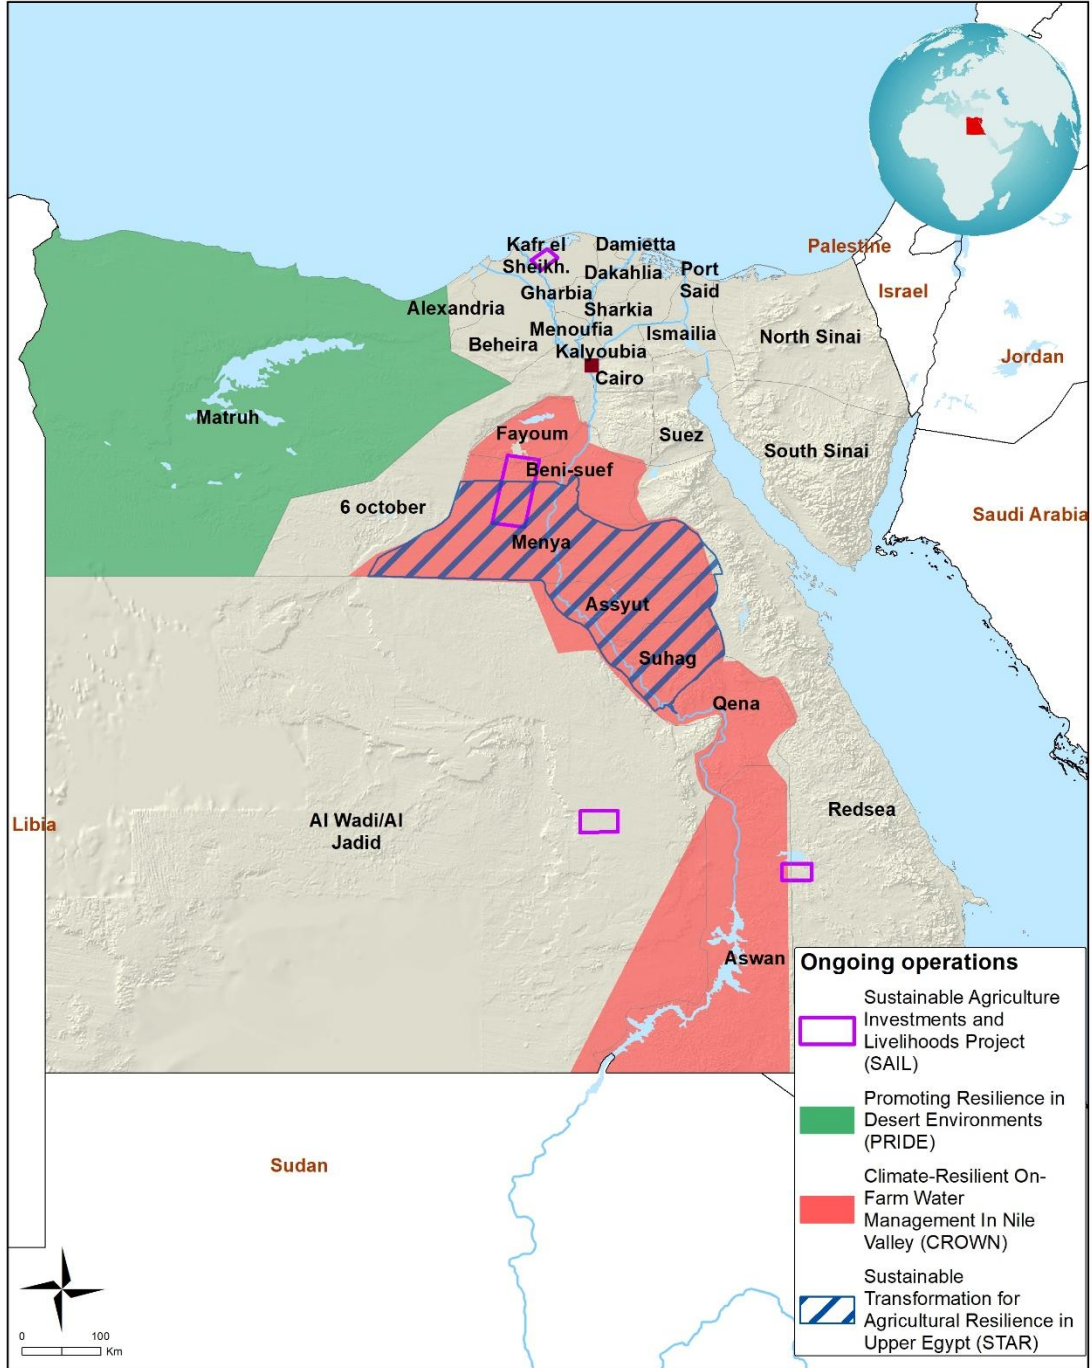 Kafr el
Sheikh.
Damietta
Palestine
Dakahlia
Port
Said
Israel
Gharbia
Alexandria
Sharkia
Menoufia
Ismailia
North Sinai
Beheira
Kalyoubia
Jordan
Cairo
Matruh
Fayoum
Suez
South Sinai
Beni-suef
6 october
Saudi Arabia
Menya
Assyut
Suhag
Qena
Libia
Al Wadi/Al
Jadid
Redsea
Aswan
Sudan
Ongoing operations
Sustainable Agriculture
Investments and
Livelihoods Project
(SAIL)
Promoting Resilience in
Desert Environments
(PRIDE)
Climate-Resilient On-
Farm Water
Management In Nile
Valley (CROWN)
Sustainable
Transformation for
Agricultural Resilience in
Upper Egypt (STAR)
0 100
Km